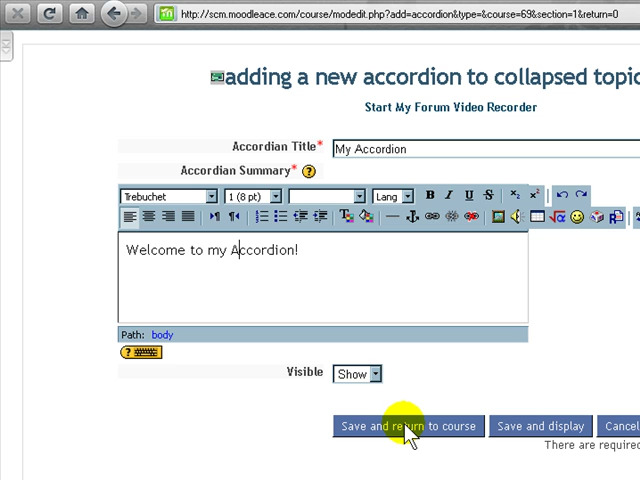 http://scm.moodleace.com/course/modedit.php?add=accordion&type=&course=69&section=1&return=0
adding a new accordion to collapsed topic
Start My Forum Video Recorder
Accordian Title* My Accordion
Accordian Summary* ?
Trebuchet 1 (8 pt) Lang B I U S x₂ x²
Welcome to my Accordion!
Path: body
?
Visible Show
Save and return to course Save and display Cancel
There are required